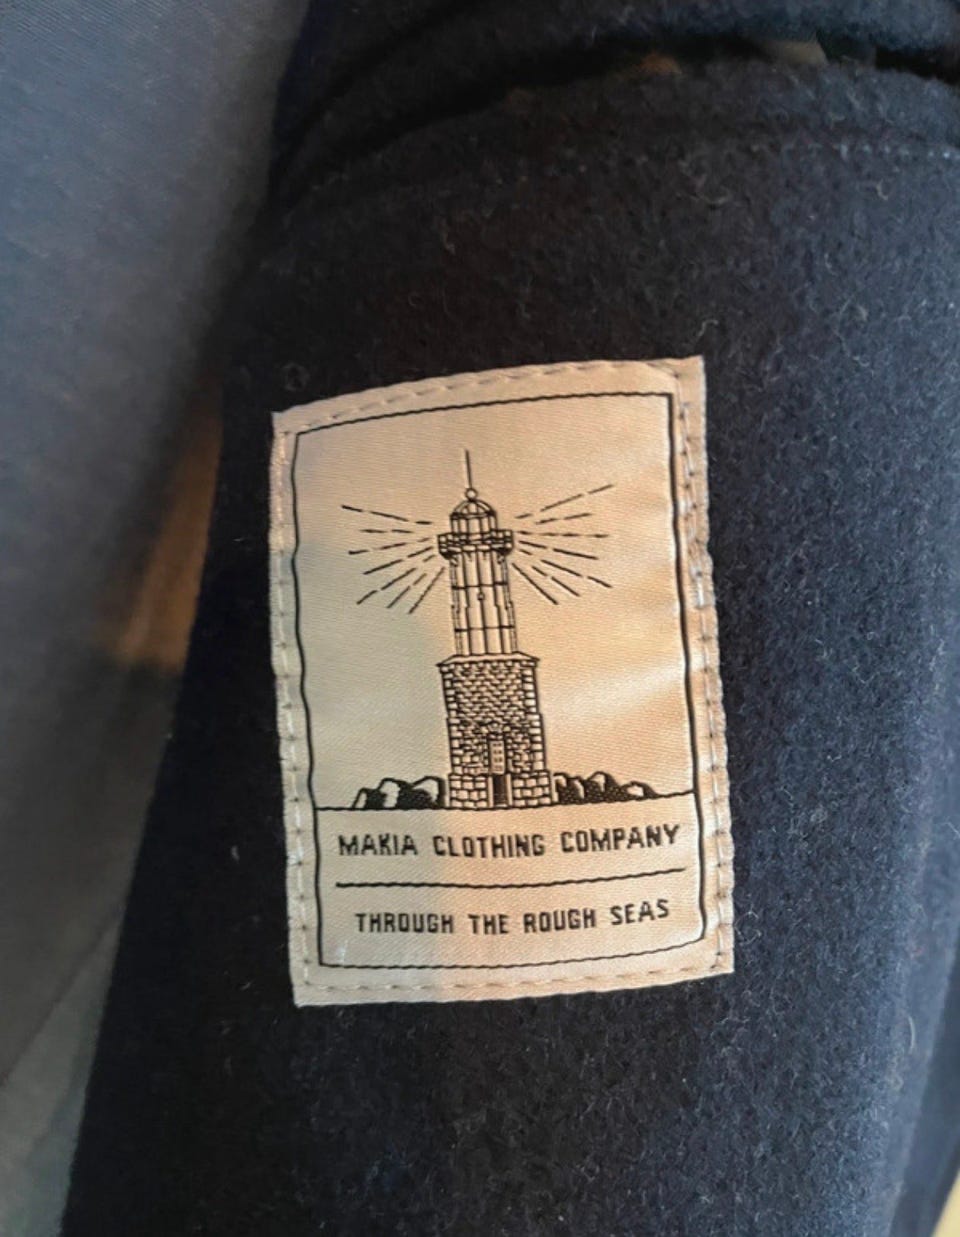 MAKIA CLOTHING COMPANY
THROUGH THE ROUGH SEAS